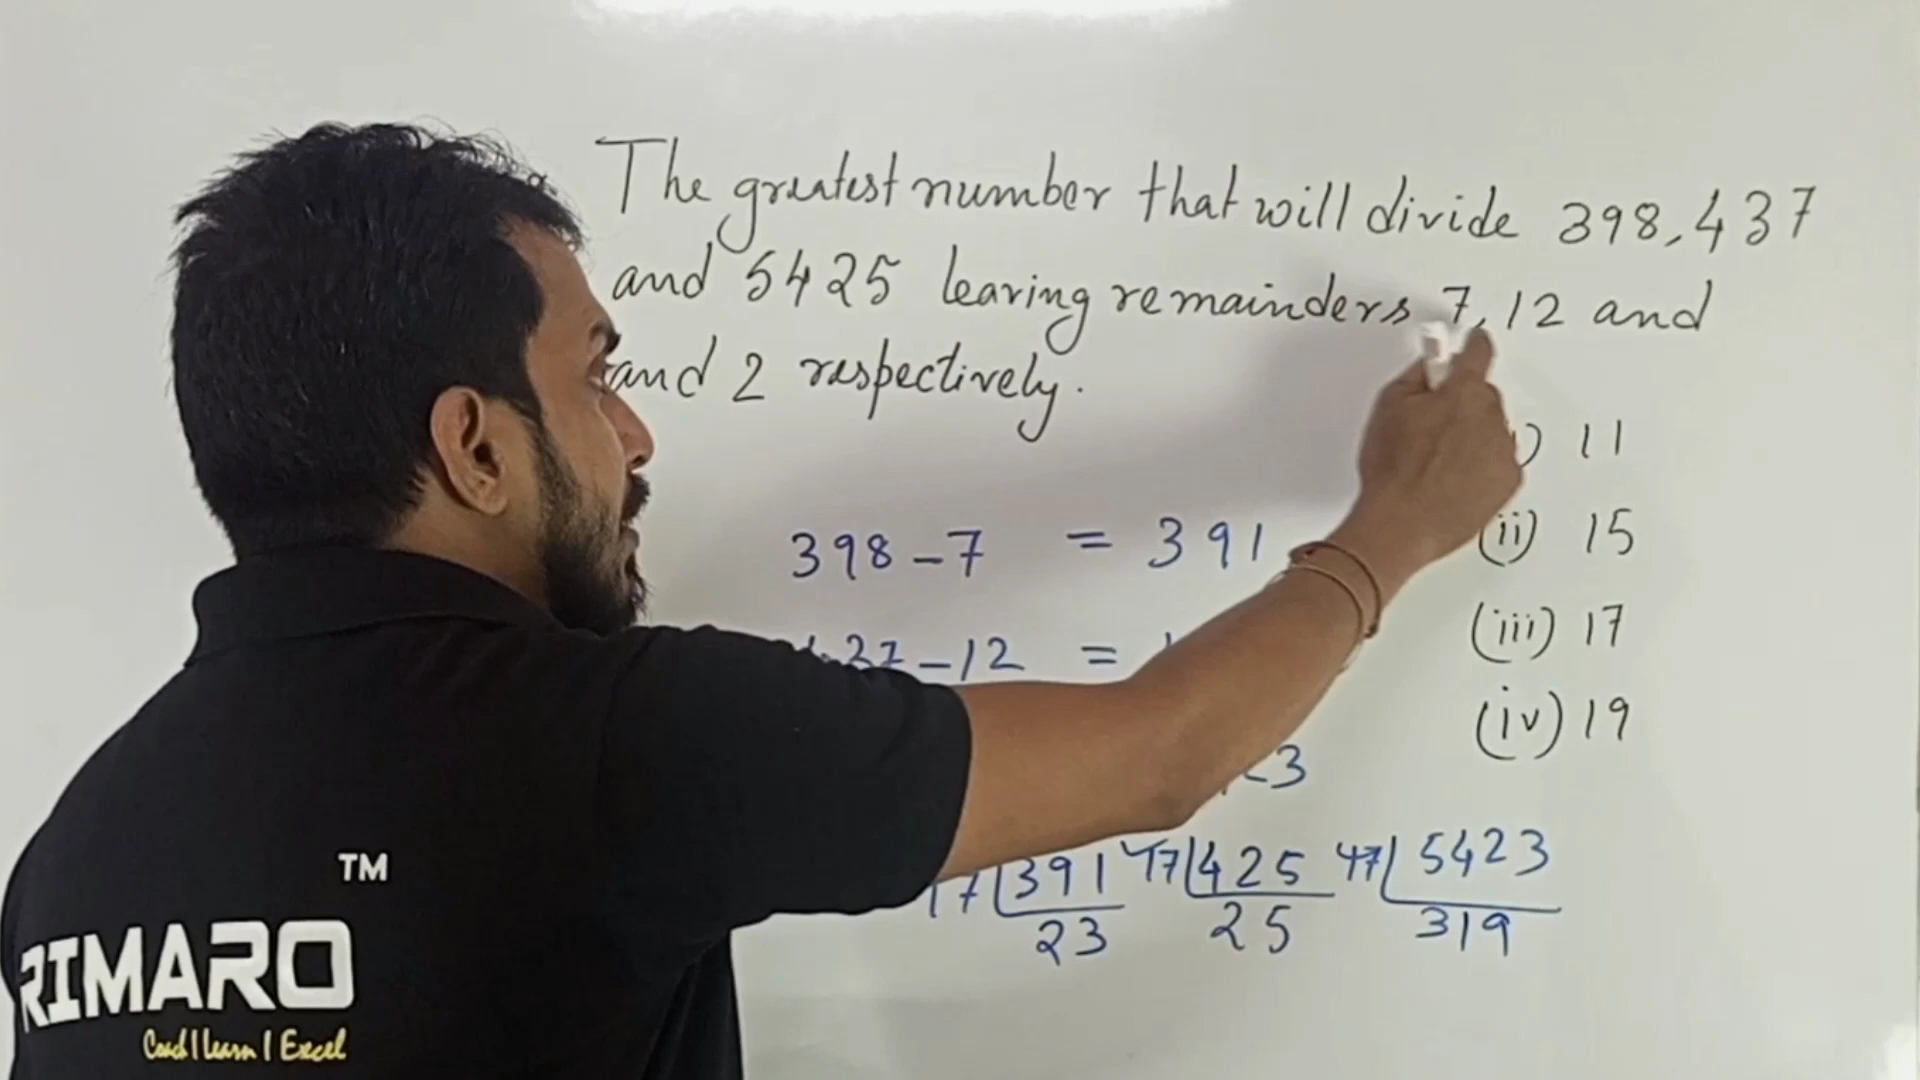 The greatest number that will divide 398,437
and 5425 leaving remainders 7,12 and
and 2 respectively.
) 11
398-7 = 391
(ii) 15
437-12 =
(iii) 17
(iv) 19
17 391 17 425 17 5423
23 25 319
TM
RIMARO
Coach | Learn | Excel